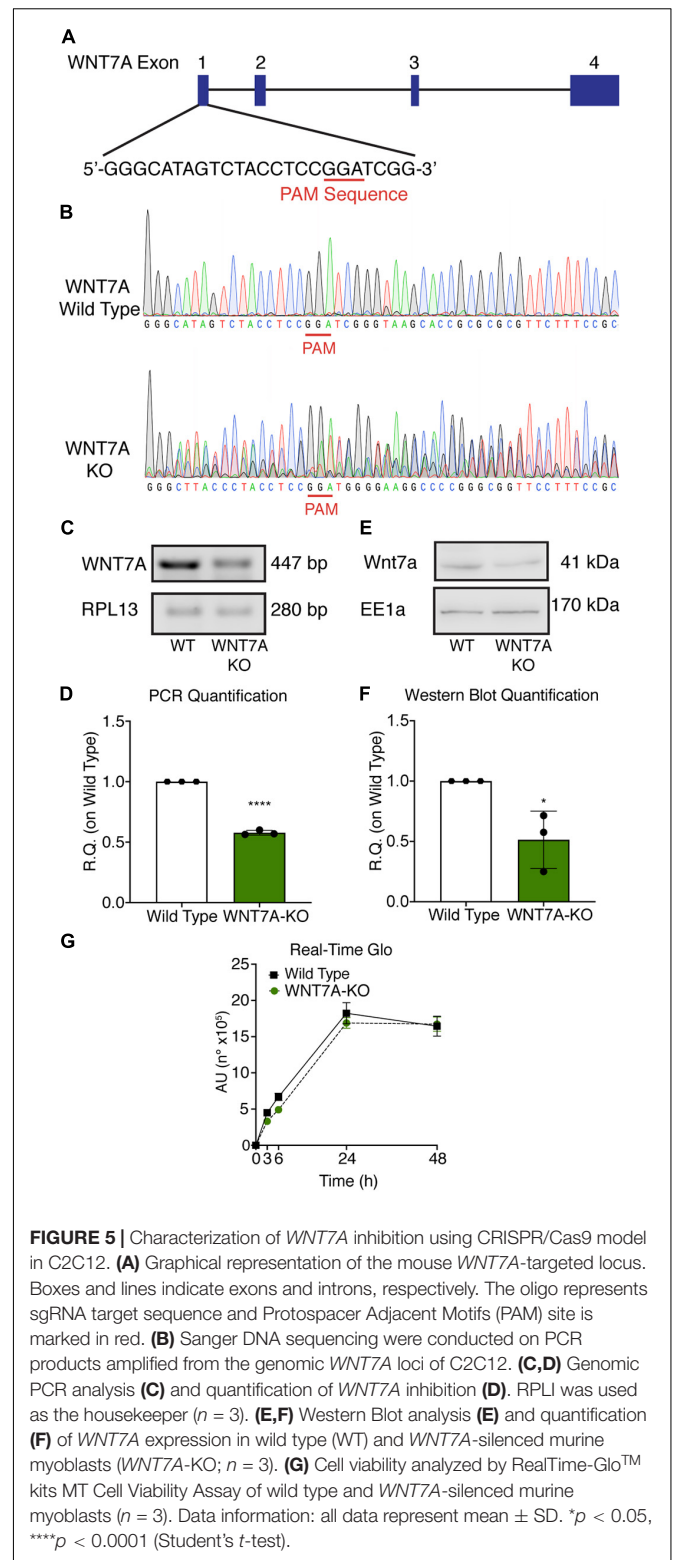 A
WNT7A Exon 1 2 3 4
5'-GGGCATAGTCTACCTCCGGATCGG-3'
PAM Sequence
B
WNT7A
Wild Type
GGGCATAGTCTACCTCCGGATCGGGTAAGCACCGCGCGCGTTCTTTCCGC
PAM
WNT7A
KO
GGGCTTACCCTACCTCCGGATGGGGAAGGCCCCGGGCGGTTCCTTTCCGC
PAM
C
WNT7A 447 bp
RPL13 280 bp
WT WNT7A
KO
E
Wnt7a 41 kDa
EE1a 170 kDa
WT WNT7A
KO
D
PCR Quantification
R.Q. (on Wild Type)
1.5
1.0
0.5
0.0
****
Wild Type WNT7A-KO
F
Western Blot Quantification
R.Q. (on Wild Type)
1.5
1.0
0.5
0.0
*
Wild Type WNT7A-KO
G
Real-Time Glo
Wild Type
WNT7A-KO
AU (n° x10⁵)
25
20
15
10
5
0
0 3 6 24 48
Time (h)
FIGURE 5 | Characterization of WNT7A inhibition using CRISPR/Cas9 model
in C2C12. (A) Graphical representation of the mouse WNT7A-targeted locus.
Boxes and lines indicate exons and introns, respectively. The oligo represents
sgRNA target sequence and Protospacer Adjacent Motifs (PAM) site is
marked in red. (B) Sanger DNA sequencing were conducted on PCR
products amplified from the genomic WNT7A loci of C2C12. (C,D) Genomic
PCR analysis (C) and quantification of WNT7A inhibition (D). RPLI was used
as the housekeeper (n = 3). (E,F) Western Blot analysis (E) and quantification
(F) of WNT7A expression in wild type (WT) and WNT7A-silenced murine
myoblasts (WNT7A-KO; n = 3). (G) Cell viability analyzed by RealTime-Glo™
kits MT Cell Viability Assay of wild type and WNT7A-silenced murine
myoblasts (n = 3). Data information: all data represent mean ± SD. *p < 0.05,
****p < 0.0001 (Student's t-test).